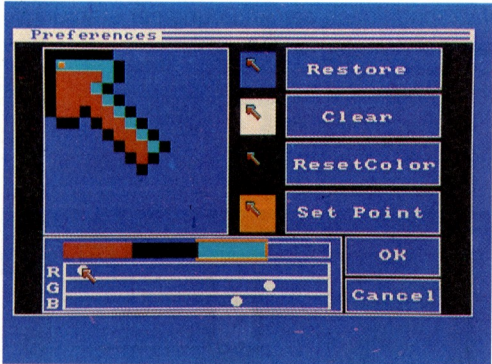 Preferences
Restore
Clear
ResetColor
Set Point
OK
R
G
B
Cancel